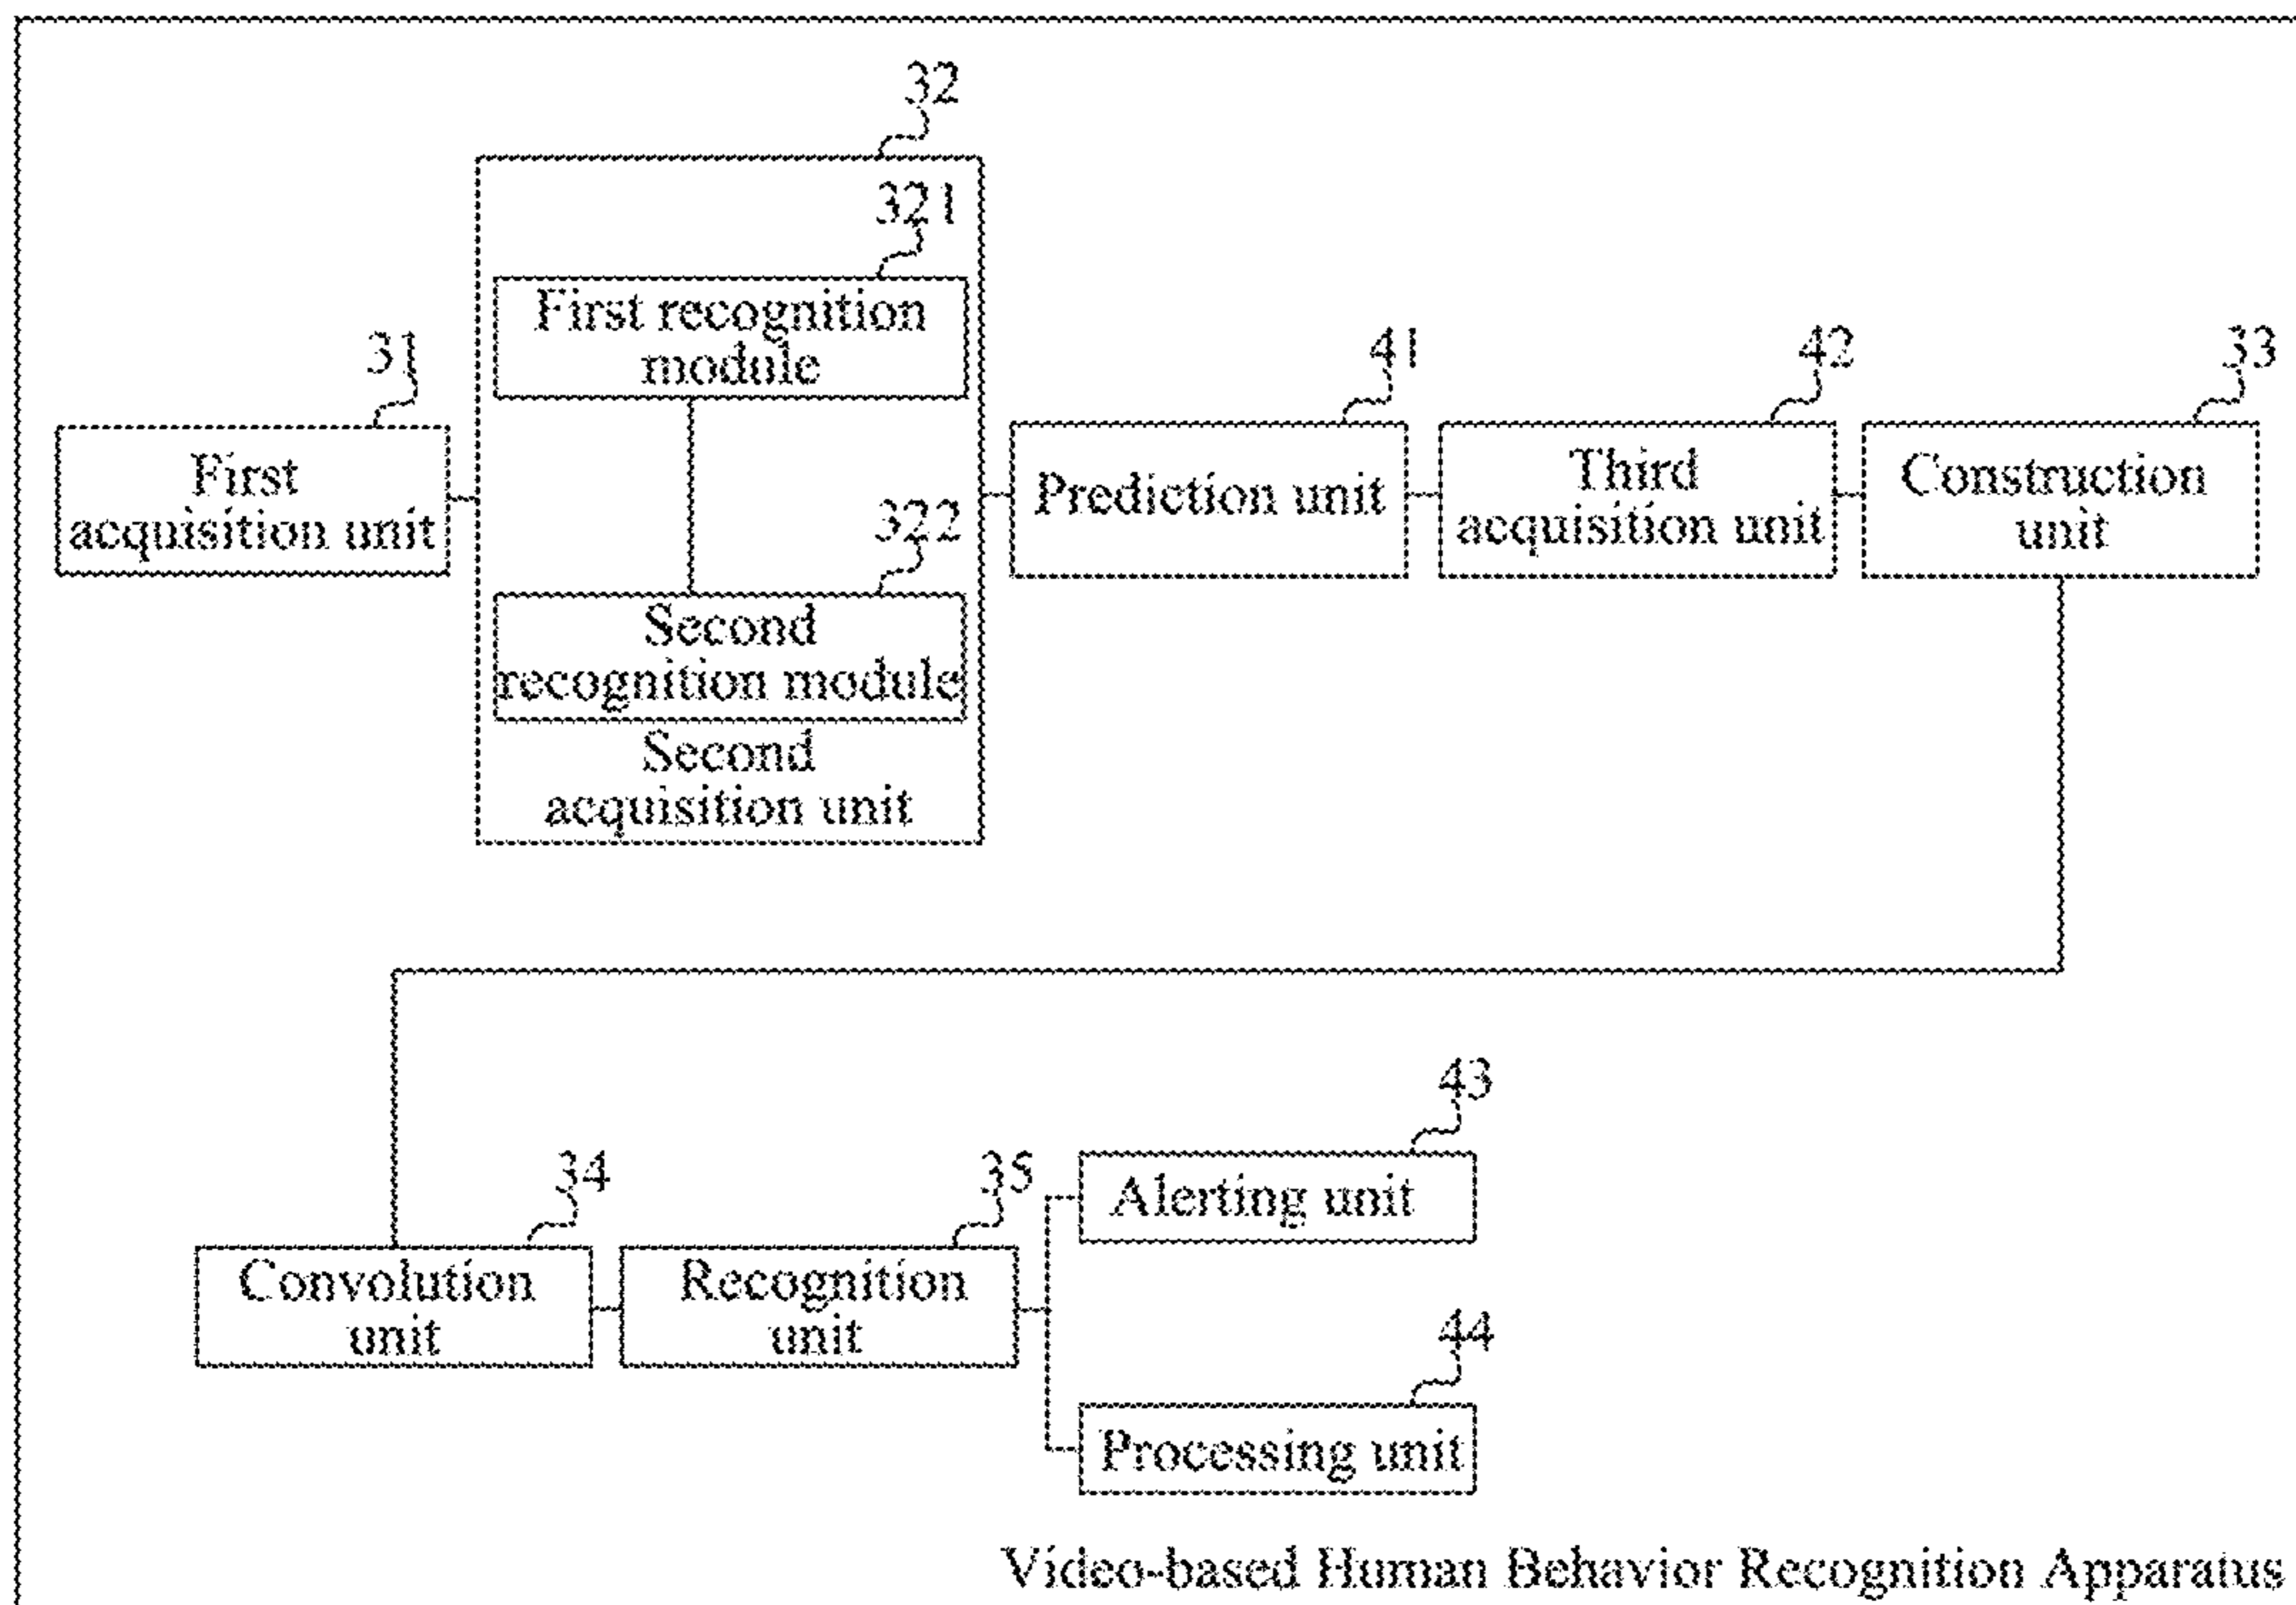 32
321
First recognition
module
31
First
acquisition unit
322
Second
recognition module
Second
acquisition unit
41
Prediction unit
42
Third
acquisition unit
33
Construction
unit
34
Convolution
unit
35
Recognition
unit
43
Alerting unit
44
Processing unit
Video-based Human Behavior Recognition Apparatus